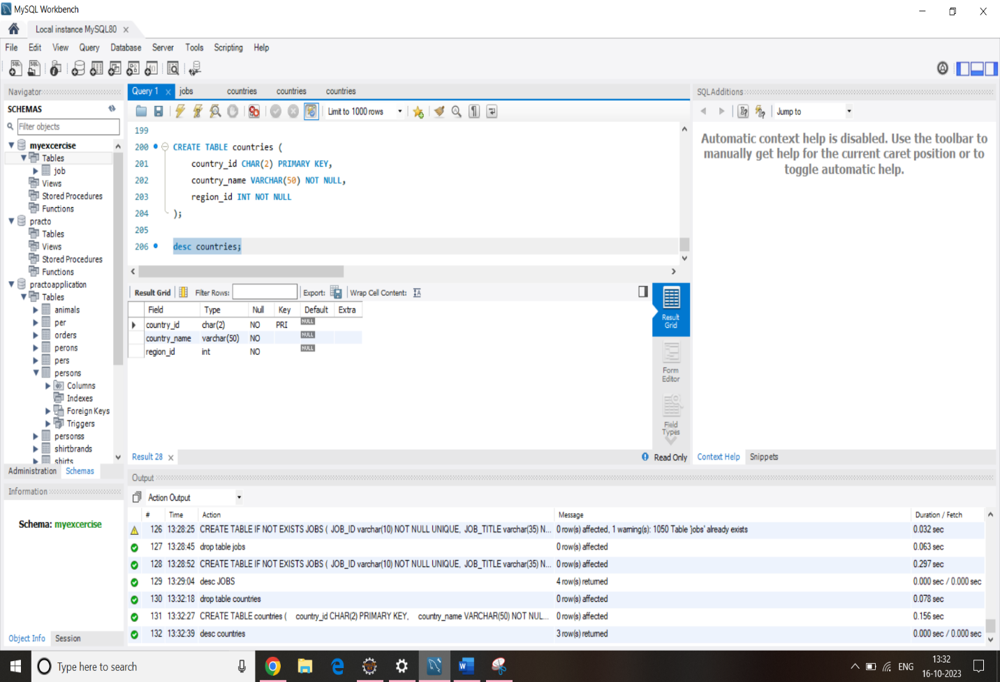 MySQL Workbench
Local instance MySQL80 ×
File Edit View Query Database Server Tools Scripting Help
Navigator
SCHEMAS
Filter objects
myexcercise
Tables
job
Views
Stored Procedures
Functions
practo
Tables
Views
Stored Procedures
Functions
practoapplication
Tables
animals
per
orders
perons
pers
persons
Columns
Indexes
Foreign Keys
Triggers
personss
shirtbrands
shirts
Administration Schemas
Information
Schema: myexcercise
Object Info Session
Query 1 × jobs countries countries countries
Limit to 1000 rows
199
200 CREATE TABLE countries (
201 country_id CHAR(2) PRIMARY KEY,
202 country_name VARCHAR(50) NOT NULL,
203 region_id INT NOT NULL
204 );
205
206 desc countries;
Result Grid Filter Rows: Export: Wrap Cell Content:
Field Type Null Key Default Extra
country_id char(2) NO PRI NULL
country_name varchar(50) NO NULL
region_id int NO NULL
Result Grid
Form Editor
Field Types
Result 28 × Read Only
SQLAdditions
Jump to
Automatic context help is disabled. Use the toolbar to
manually get help for the current caret position or to
toggle automatic help.
Context Help Snippets
Output
Action Output
# Time Action Message Duration / Fetch
126 13:28:25 CREATE TABLE IF NOT EXISTS JOBS ( JOB_ID varchar(10) NOT NULL UNIQUE, JOB_TITLE varchar(35) N... 0 row(s) affected, 1 warning(s): 1050 Table 'jobs' already exists 0.032 sec
127 13:28:45 drop table jobs 0 row(s) affected 0.063 sec
128 13:28:52 CREATE TABLE IF NOT EXISTS JOBS ( JOB_ID varchar(10) NOT NULL UNIQUE, JOB_TITLE varchar(35) N... 0 row(s) affected 0.297 sec
129 13:29:04 desc JOBS 4 row(s) returned 0.000 sec / 0.000 sec
130 13:32:18 drop table countries 0 row(s) affected 0.078 sec
131 13:32:27 CREATE TABLE countries ( country_id CHAR(2) PRIMARY KEY, country_name VARCHAR(50) NOT NUL... 0 row(s) affected 0.156 sec
132 13:32:39 desc countries 3 row(s) returned 0.000 sec / 0.000 sec
Type here to search
ENG
13:32
16-10-2023